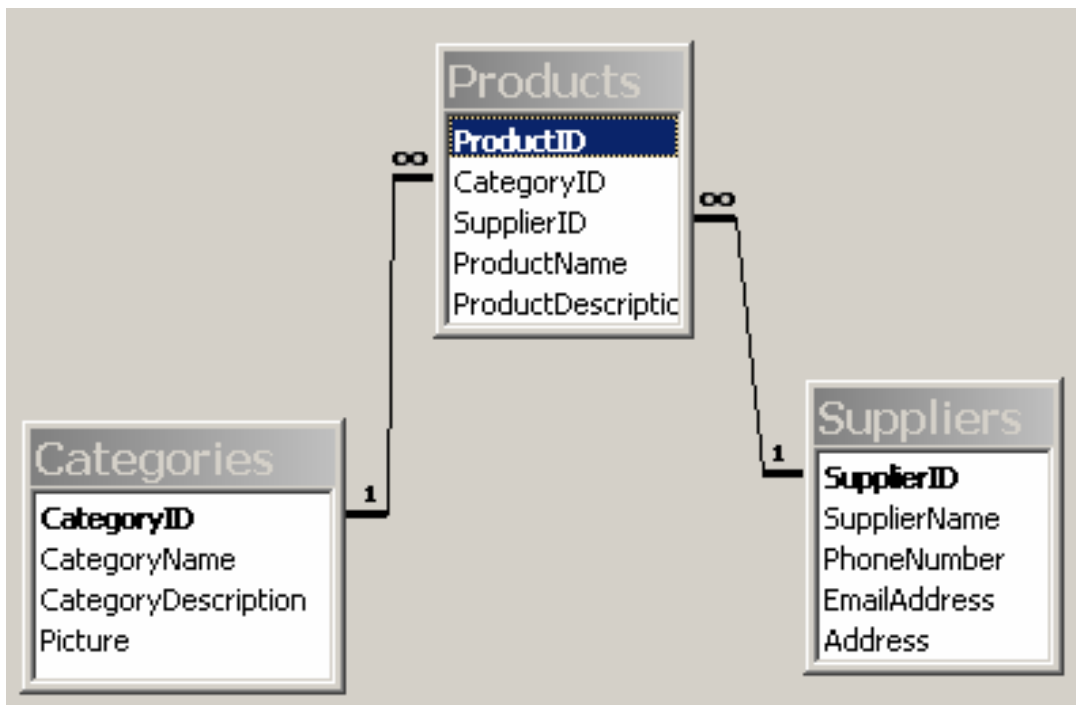 Products
ProductID
CategoryID
SupplierID
ProductName
ProductDescriptic
∞
∞
Categories
CategoryID
CategoryName
CategoryDescription
Picture
1
Suppliers
SupplierID
SupplierName
PhoneNumber
EmailAddress
Address
1